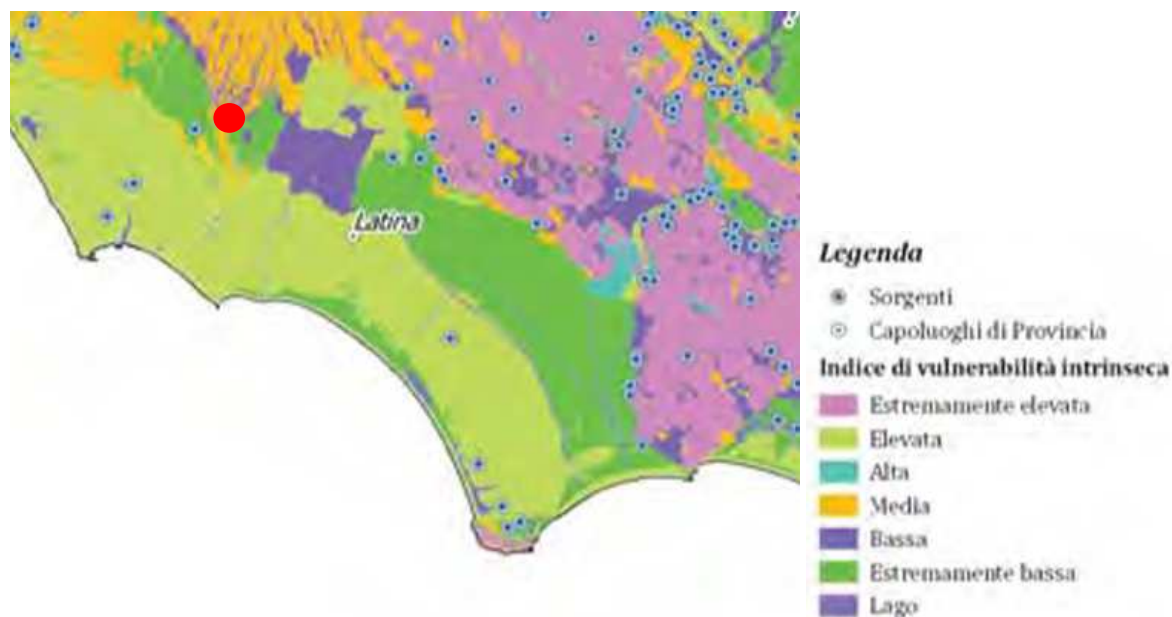 Latina
Legenda
Sorgenti
Capoluoghi di Provincia
Indice di vulnerabilità intrinseca
Estremamente elevata
Elevata
Alta
Media
Bassa
Estremamente bassa
Lago